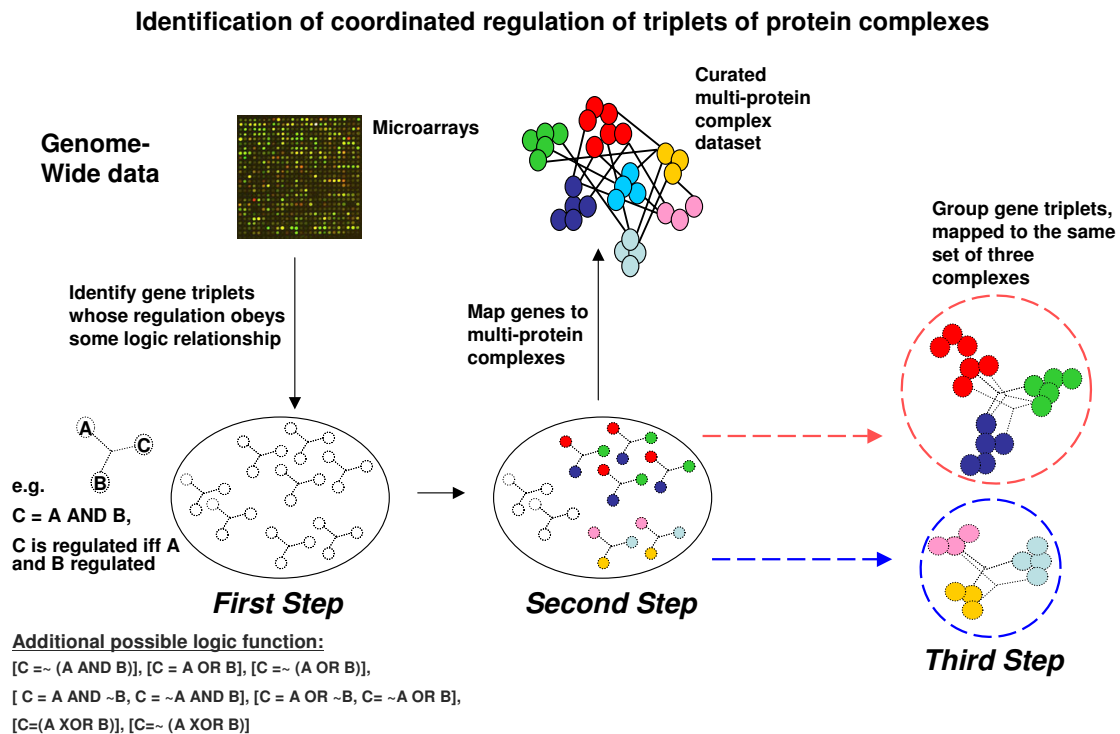 Identification of coordinated regulation of triplets of protein complexes
Genome-
Wide data
Microarrays
Curated
multi-protein
complex
dataset
Identify gene triplets
whose regulation obeys
some logic relationship
Map genes to
multi-protein
complexes
Group gene triplets,
mapped to the same
set of three
complexes
A
C
B
e.g.
C = A AND B,
C is regulated iff A
and B regulated
First Step
Second Step
Third Step
Additional possible logic function:
[C =~ (A AND B)], [C = A OR B], [C =~ (A OR B)],
[ C = A AND ~B, C = ~A AND B], [C = A OR ~B, C= ~A OR B],
[C=(A XOR B)], [C=~ (A XOR B)]